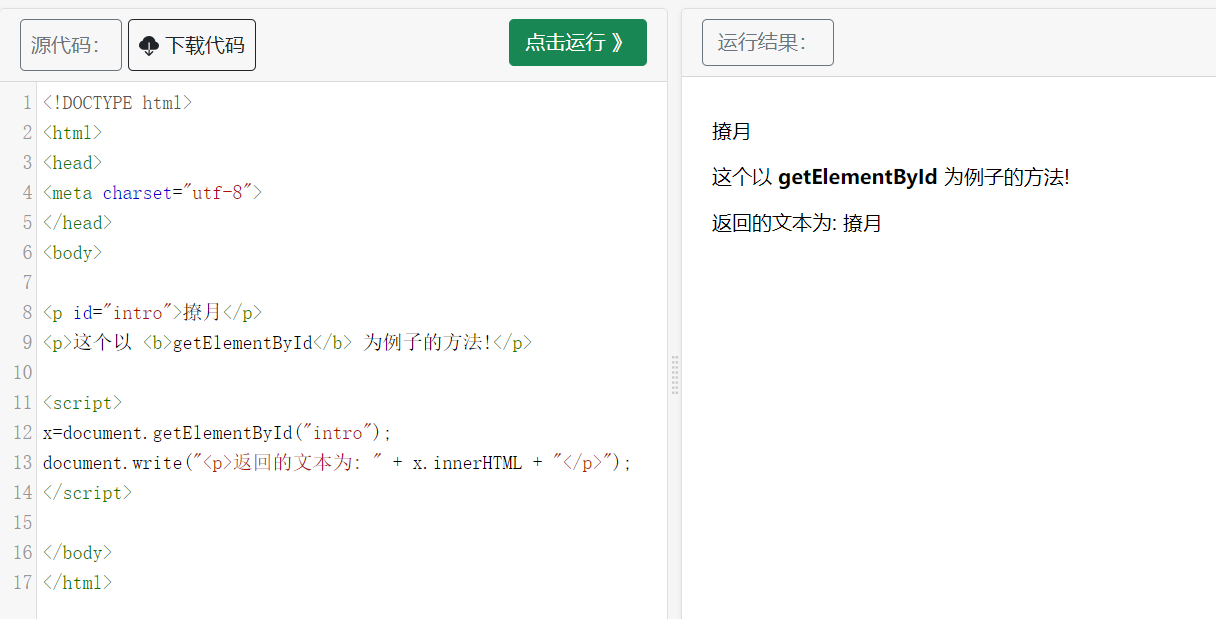 源代码：
下载代码
点击运行 》
1 <!DOCTYPE html>
2 <html>
3 <head>
4 <meta charset="utf-8">
5 </head>
6 <body>
7
8 <p id="intro">撩月</p>
9 <p>这个以 <b>getElementById</b> 为例子的方法!</p>
10
11 <script>
12 x=document.getElementById("intro");
13 document.write("<p>返回的文本为: " + x.innerHTML + "</p>");
14 </script>
15
16 </body>
17 </html>
运行结果：
撩月
这个以 getElementById 为例子的方法!
返回的文本为: 撩月